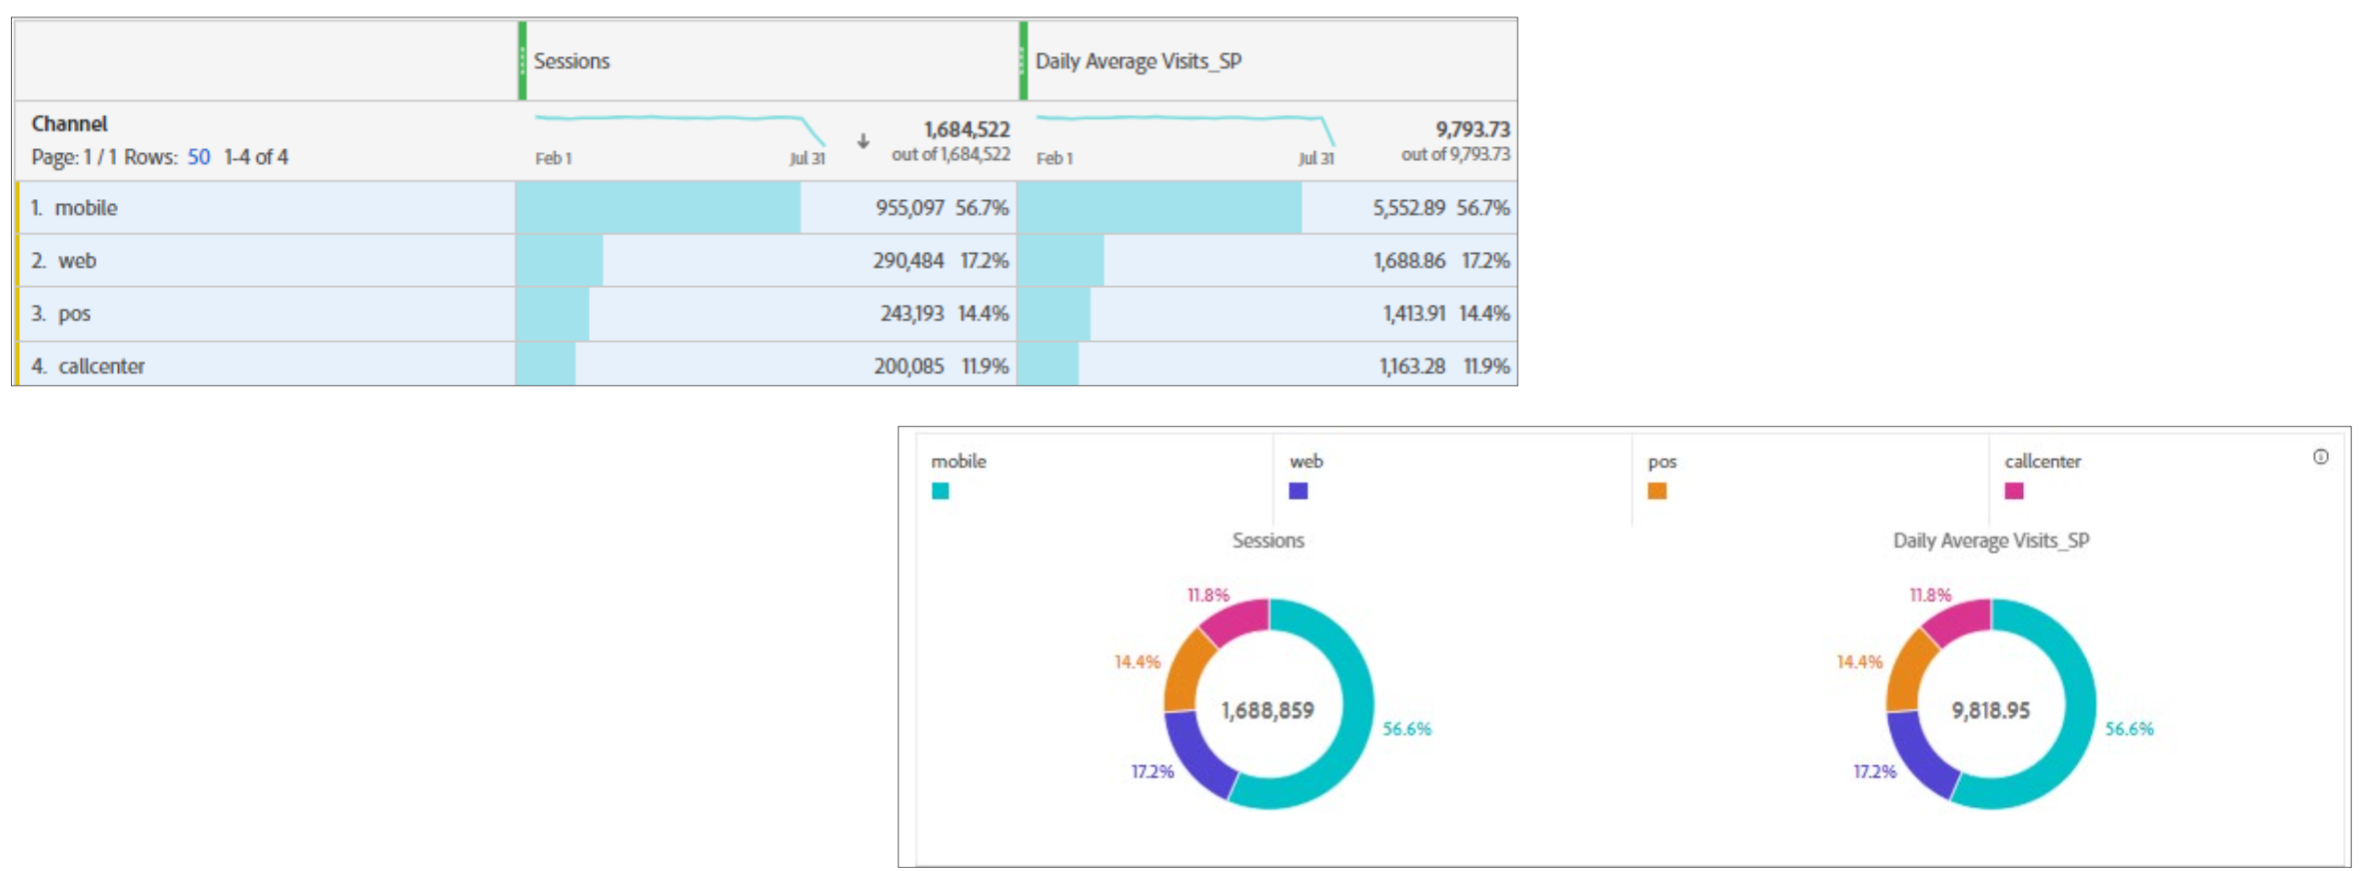 Sessions
Daily Average Visits_SP
Channel
Page: 1 / 1 Rows: 50 1-4 of 4
Feb 1
Jul 31
1,684,522
out of 1,684,522
Feb 1
Jul 31
9,793.73
out of 9,793.73
1. mobile 955,097 56.7% 5,552.89 56.7%
2. web 290,484 17.2% 1,688.86 17.2%
3. pos 243,193 14.4% 1,413.91 14.4%
4. callcenter 200,085 11.9% 1,163.28 11.9%
mobile
web
pos
callcenter
Sessions
11.8%
14.4%
1,688,859
56.6%
17.2%
Daily Average Visits_SP
11.8%
14.4%
9,818.95
56.6%
17.2%